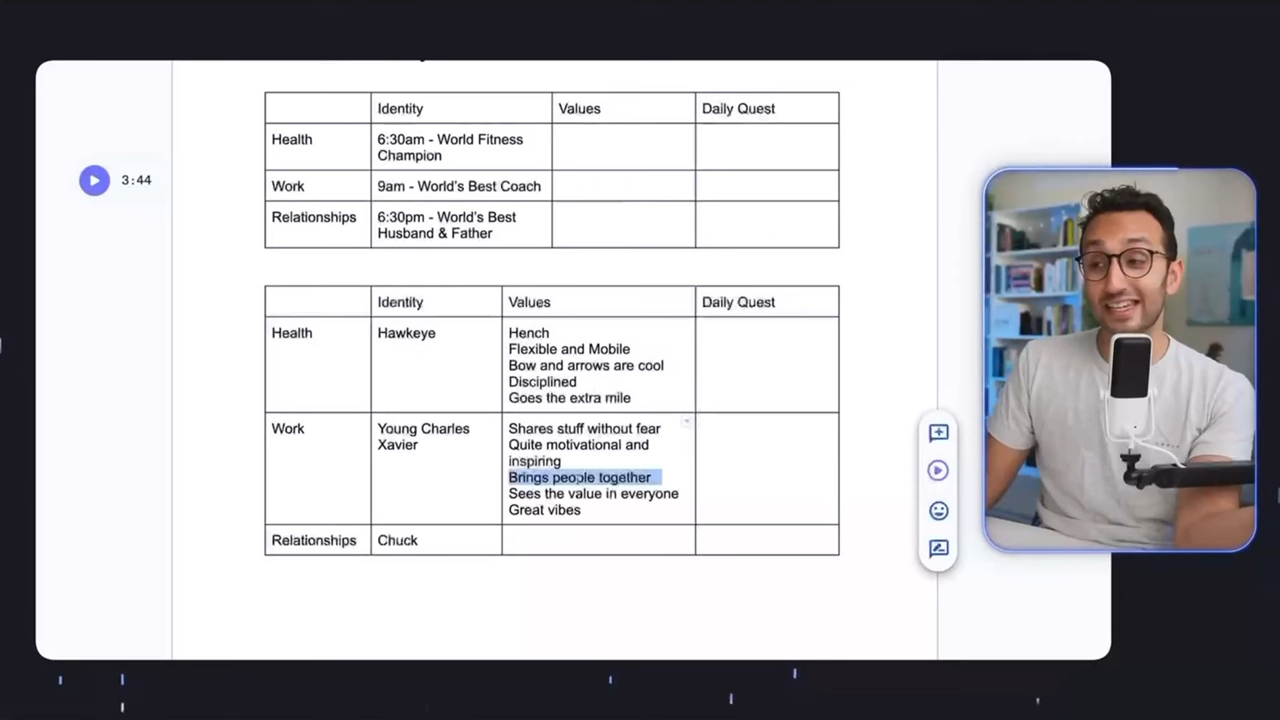 Identity Values Daily Quest
Health 6:30am - World Fitness
Champion
3:44
Work 9am - World's Best Coach
Relationships 6:30pm - World's Best
Husband & Father
Identity Values Daily Quest
Health Hawkeye Hench
Flexible and Mobile
Bow and arrows are cool
Disciplined
Goes the extra mile
Work Young Charles Shares stuff without fear
Xavier Quite motivational and
inspiring
Brings people together
Sees the value in everyone
Great vibes
Relationships Chuck